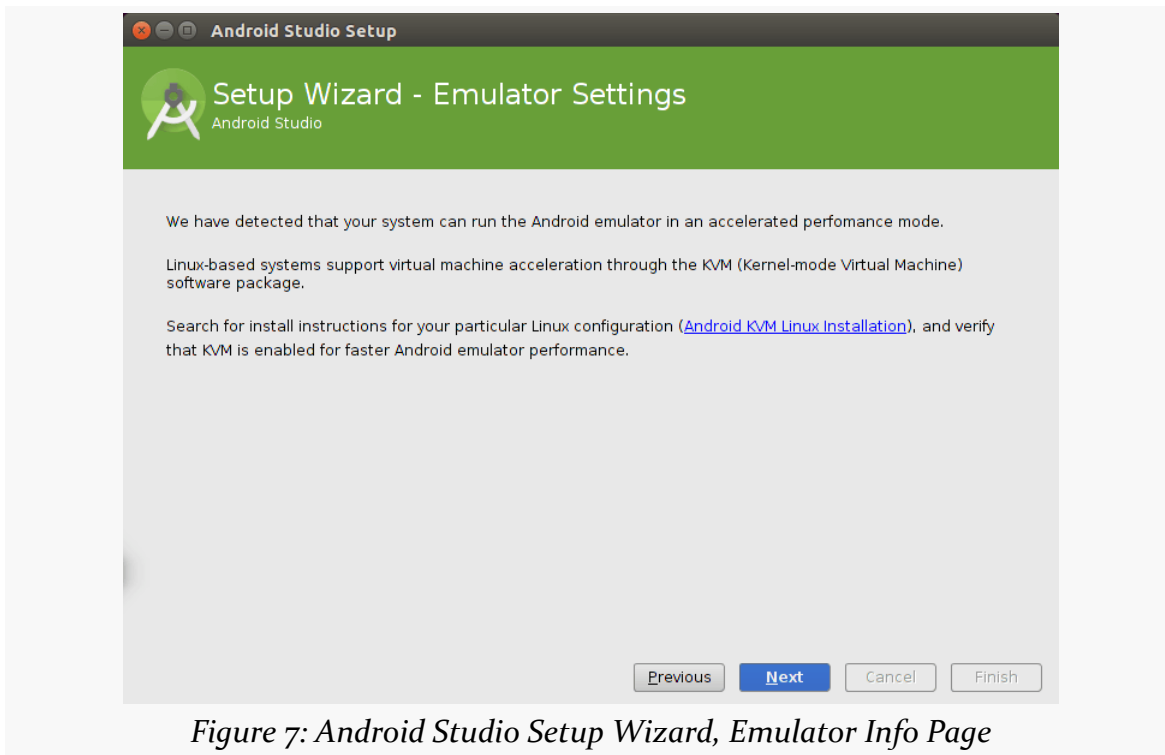 Android Studio Setup
Setup Wizard - Emulator Settings
Android Studio
We have detected that your system can run the Android emulator in an accelerated perfomance mode.
Linux-based systems support virtual machine acceleration through the KVM (Kernel-mode Virtual Machine)
software package.
Search for install instructions for your particular Linux configuration (Android KVM Linux Installation), and verify
that KVM is enabled for faster Android emulator performance.
Previous Next Cancel Finish
Figure 7: Android Studio Setup Wizard, Emulator Info Page